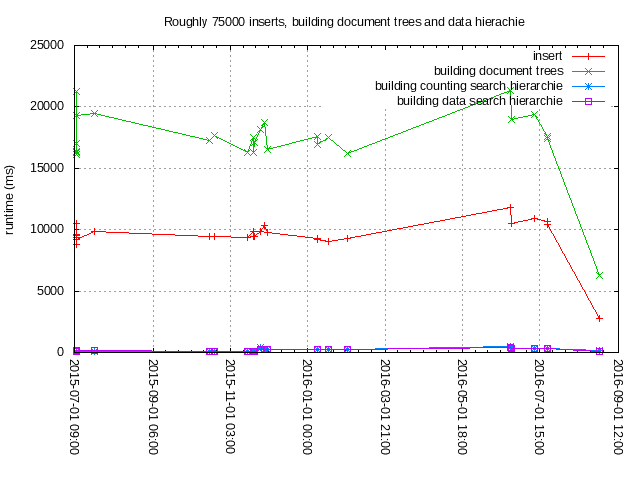 Roughly 75000 inserts, building document trees and data hierachie
25000
20000
15000
10000
5000
0
runtime (ms)
insert
building document trees
building counting search hierarchie
building data search hierarchie
2015-07-01 09:00
2015-09-01 06:00
2015-11-01 03:00
2016-01-01 00:00
2016-03-01 21:00
2016-05-01 18:00
2016-07-01 15:00
2016-09-01 12:00